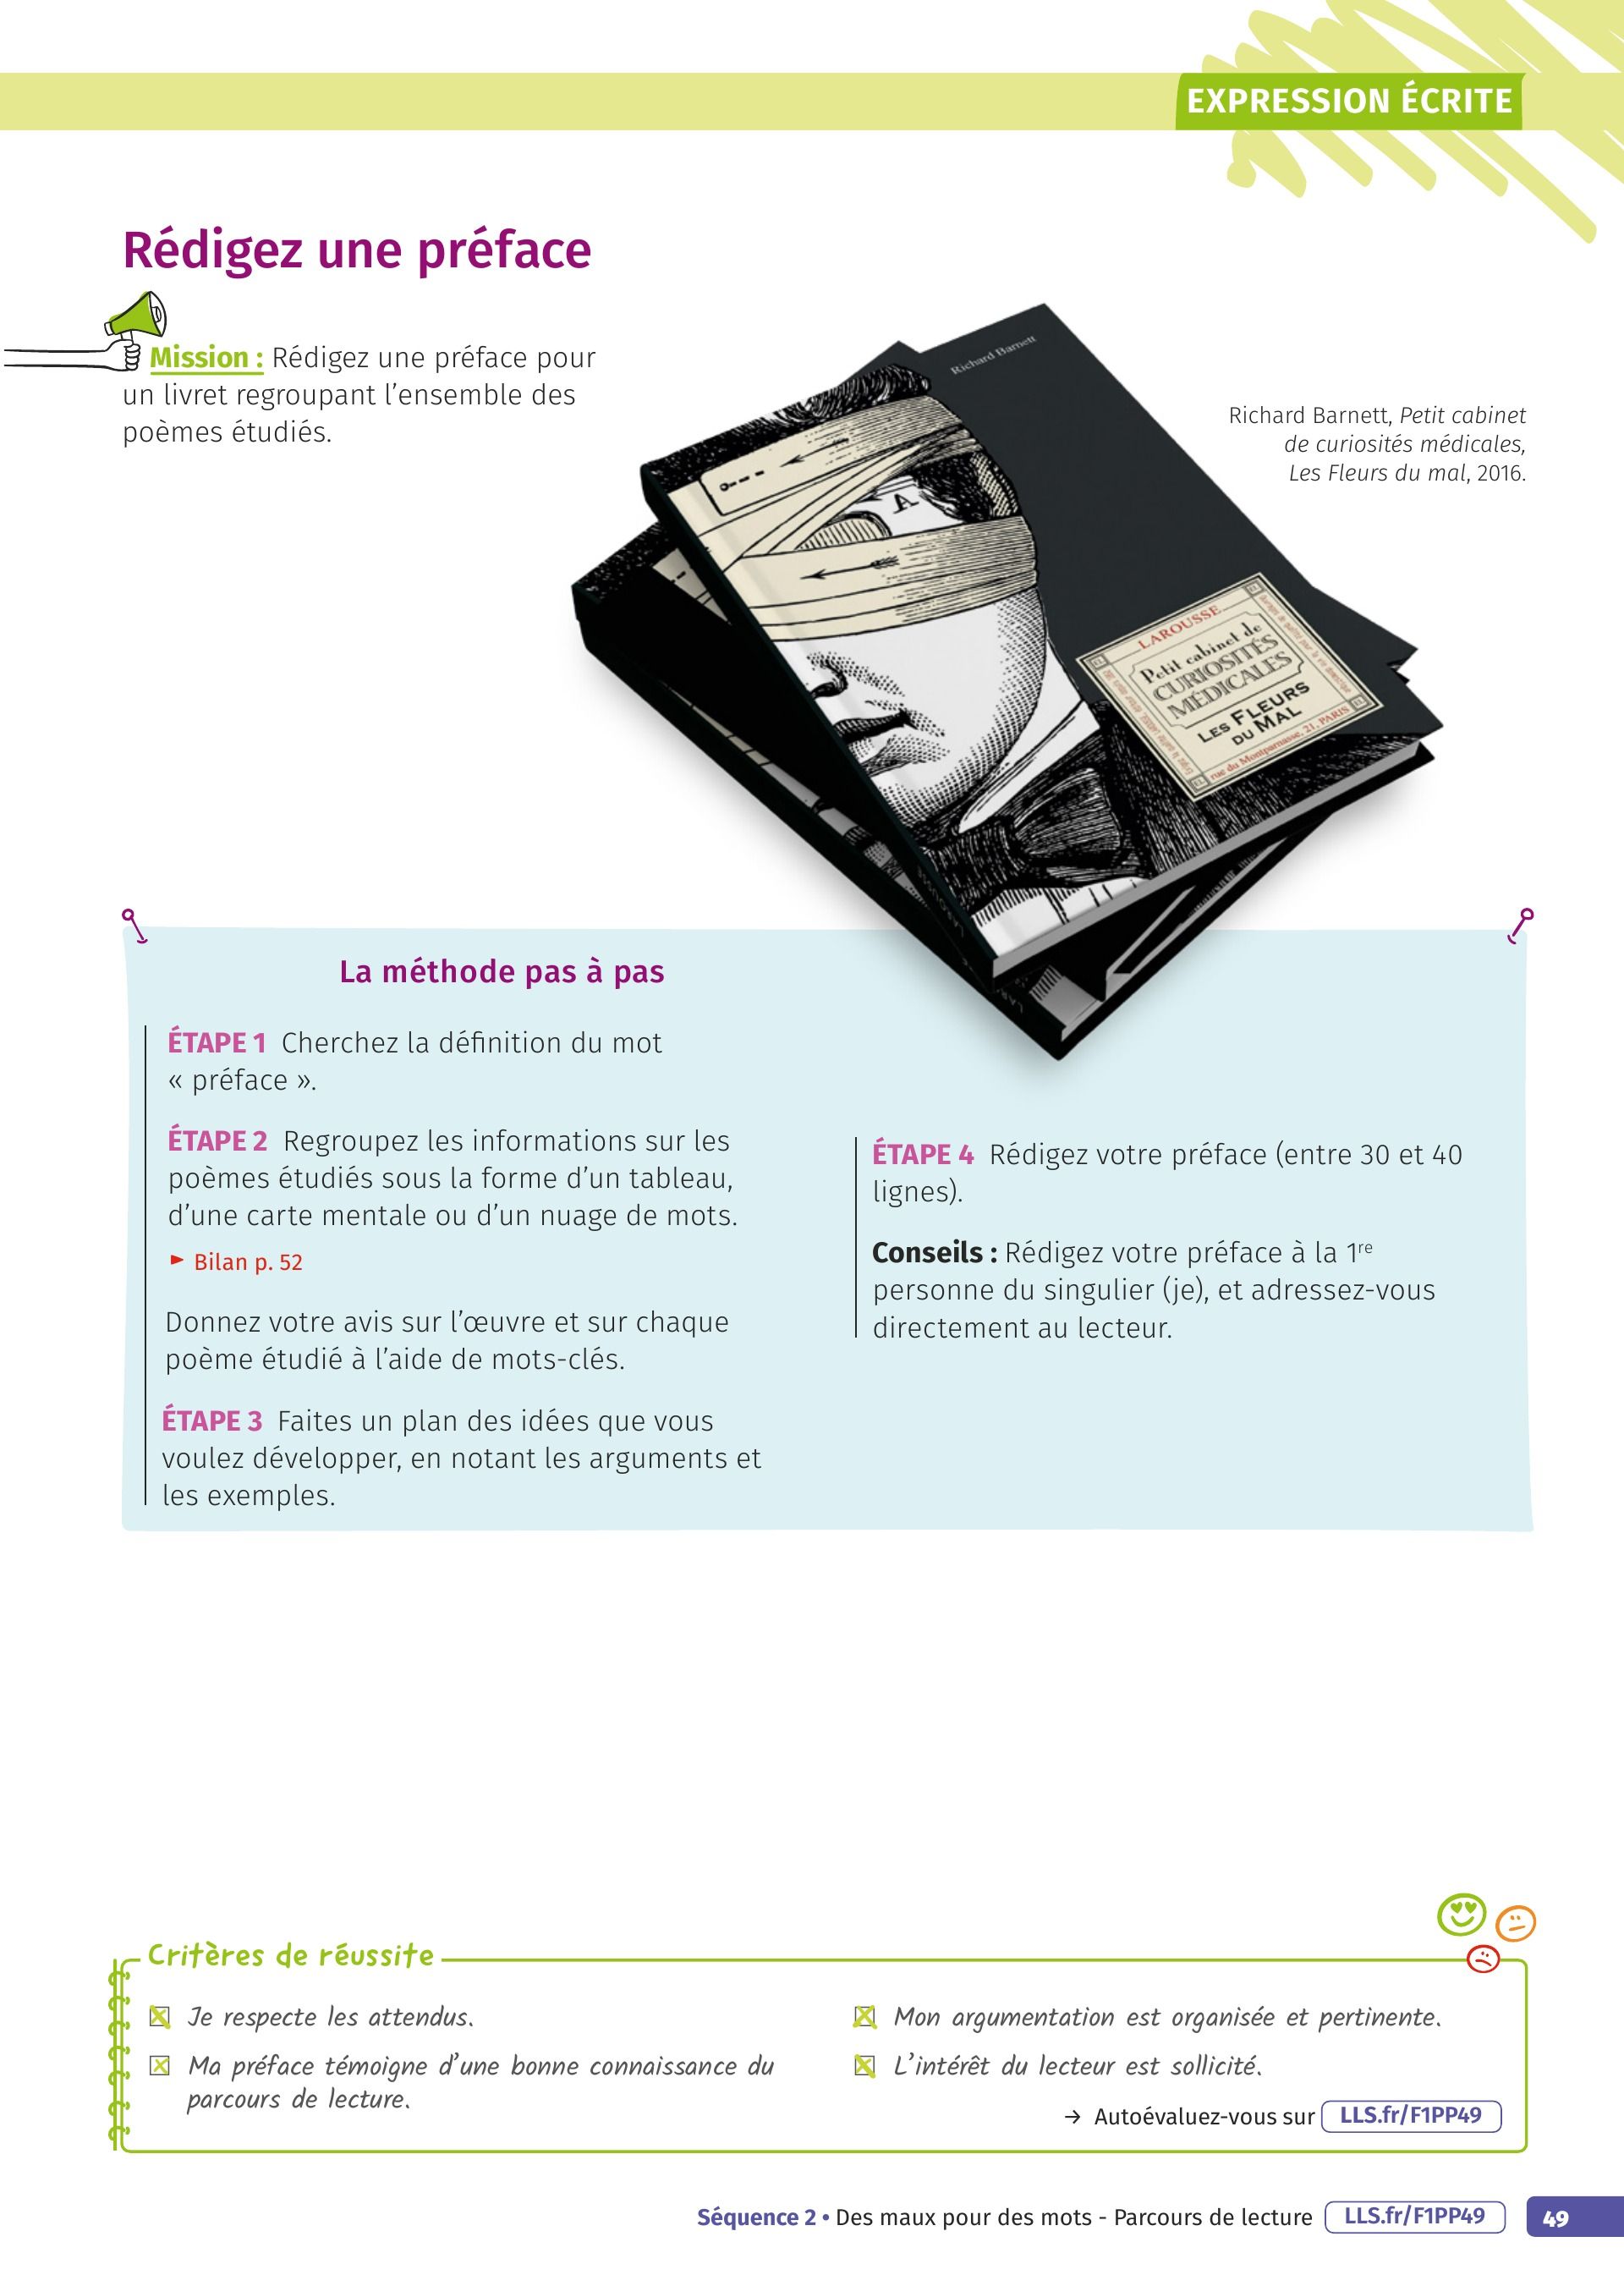 EXPRESSION ÉCRITE
Rédigez une préface
Mission : Rédigez une préface pour
un livret regroupant l'ensemble des
poèmes étudiés.
Richard Barnett
Richard Barnett, Petit cabinet
de curiosités médicales,
Les Fleurs du mal, 2016.
A
LAROUSSE
Petit cabinet de
CURIOSITÉS
MÉDICALES
LES FLEURS
DU MAL
rue du Montparnasse, 21, PARIS
La méthode pas à pas
ÉTAPE 1 Cherchez la définition du mot
« préface ».
ÉTAPE 2 Regroupez les informations sur les
poèmes étudiés sous la forme d'un tableau,
d'une carte mentale ou d'un nuage de mots.
► Bilan p. 52
Donnez votre avis sur l'œuvre et sur chaque
poème étudié à l'aide de mots-clés.
ÉTAPE 3 Faites un plan des idées que vous
voulez développer, en notant les arguments et
les exemples.
ÉTAPE 4 Rédigez votre préface (entre 30 et 40
lignes).
Conseils : Rédigez votre préface à la 1re
personne du singulier (je), et adressez-vous
directement au lecteur.
Critères de réussite
Je respecte les attendus.
Ma préface témoigne d'une bonne connaissance du
parcours de lecture.
Mon argumentation est organisée et pertinente.
L'intérêt du lecteur est sollicité.
→ Autoévaluez-vous sur LLS.fr/F1PP49
Séquence 2 • Des maux pour des mots - Parcours de lecture LLS.fr/F1PP49 49